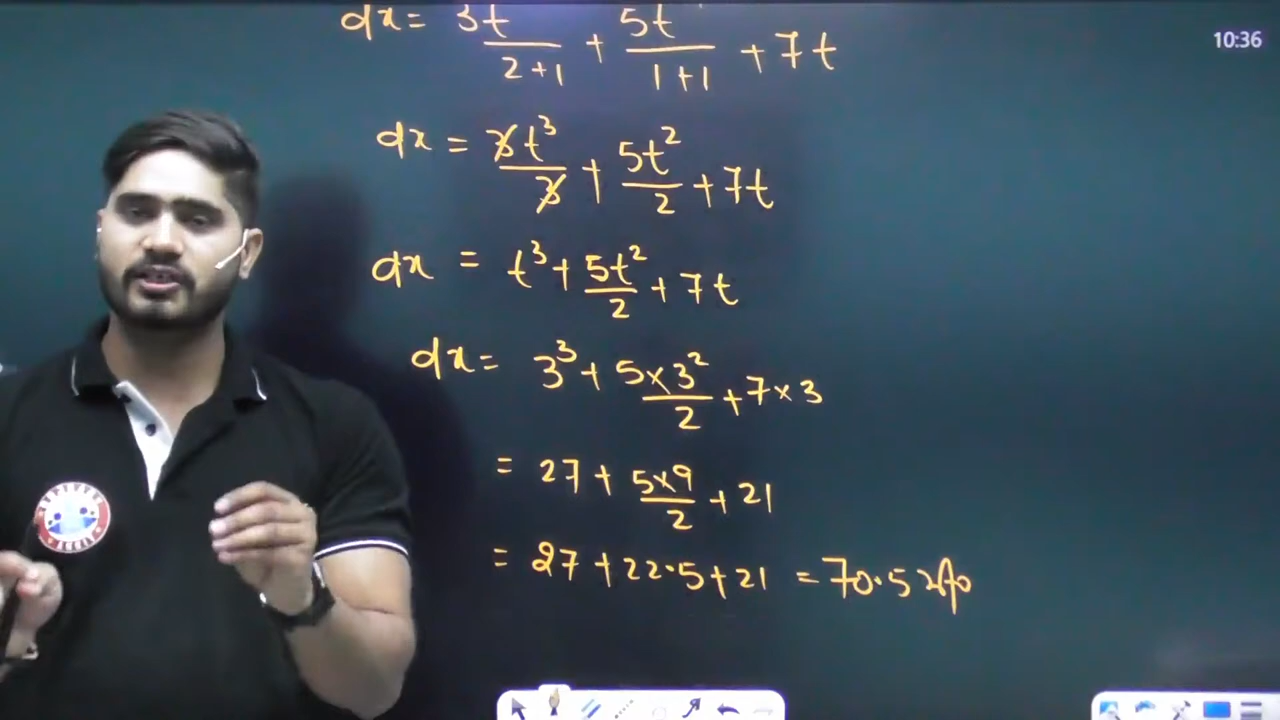 10:36
dx = 3t/2+1 + 5t/1+1 + 7t
dx = 3t³/3 + 5t²/2 + 7t
dx = t³ + 5t²/2 + 7t
dx = 3³ + 5×3²/2 + 7×3
= 27 + 5×9/2 + 21
= 27 + 22.5 + 21 = 70.5